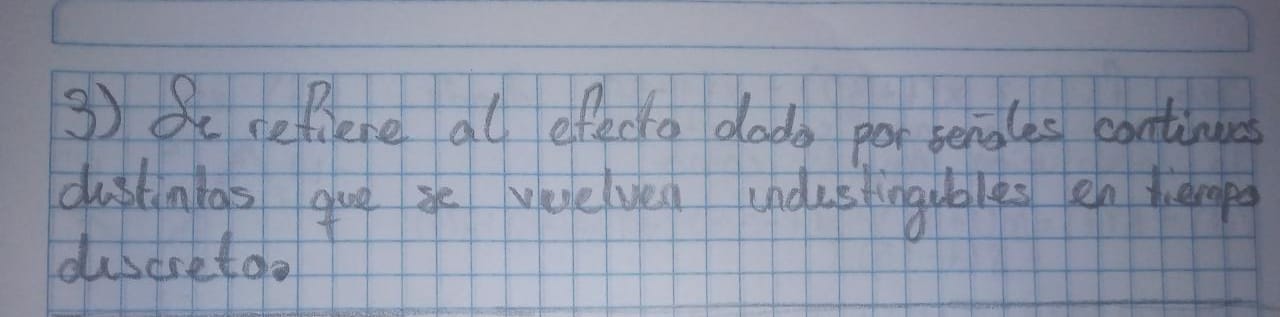 3) Se refiere al efecto dado por señales continuas
distintas que se vuelven indistinguibles en tiempo
discreto.